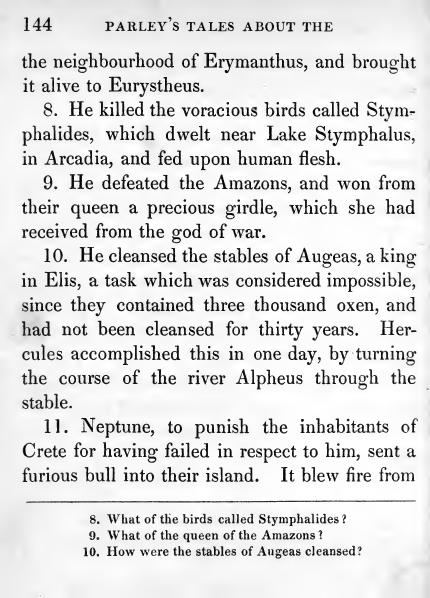 144 PARLEY'S TALES ABOUT THE
the neighbourhood of Erymanthus, and brought
it alive to Eurystheus.
8. He killed the voracious birds called Stym-
phalides, which dwelt near Lake Stymphalus,
in Arcadia, and fed upon human flesh.
9. He defeated the Amazons, and won from
their queen a precious girdle, which she had
received from the god of war.
10. He cleansed the stables of Augeas, a king
in Elis, a task which was considered impossible,
since they contained three thousand oxen, and
had not been cleansed for thirty years. Her-
cules accomplished this in one day, by turning
the course of the river Alpheus through the
stable.
11. Neptune, to punish the inhabitants of
Crete for having failed in respect to him, sent a
furious bull into their island. It blew fire from
8. What of the birds called Stymphalides?
9. What of the queen of the Amazons?
10. How were the stables of Augeas cleansed?